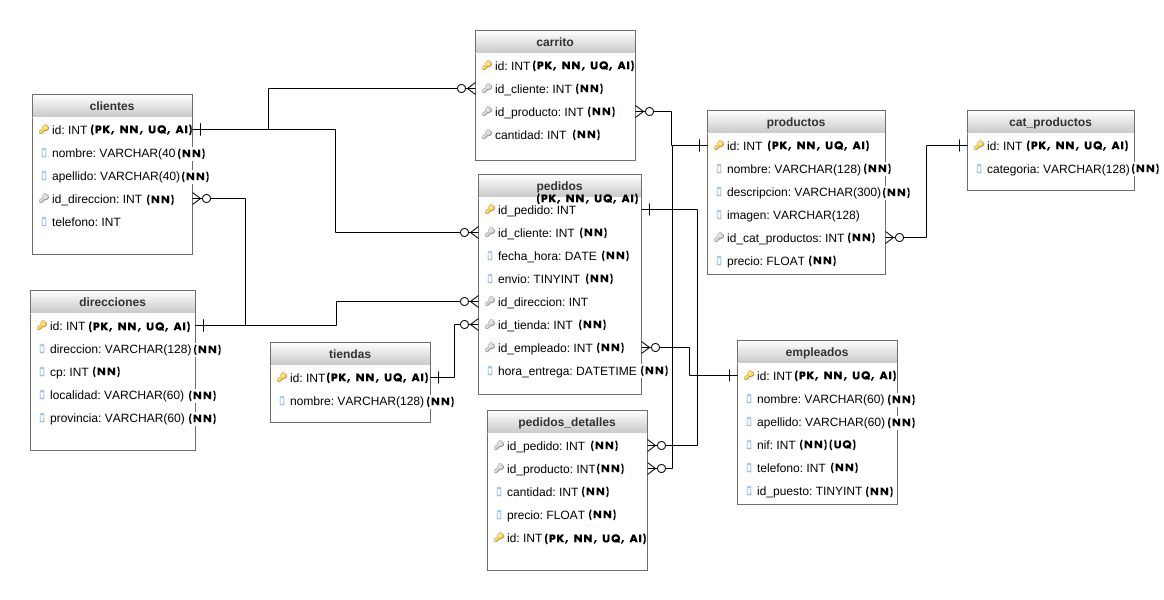 carrito
id: INT (PK, NN, UQ, AI)
id_cliente: INT (NN)
id_producto: INT (NN)
cantidad: INT (NN)
clientes
id: INT (PK, NN, UQ, AI)
nombre: VARCHAR(40 (NN)
apellido: VARCHAR(40) (NN)
id_direccion: INT (NN)
telefono: INT
productos
id: INT (PK, NN, UQ, AI)
nombre: VARCHAR(128) (NN)
descripcion: VARCHAR(300) (NN)
imagen: VARCHAR(128)
id_cat_productos: INT (NN)
precio: FLOAT (NN)
cat_productos
id: INT (PK, NN, UQ, AI)
categoria: VARCHAR(128) (NN)
pedidos
(PK, NN, UQ, AI)
id_pedido: INT
id_cliente: INT (NN)
fecha_hora: DATE (NN)
envio: TINYINT (NN)
id_direccion: INT
id_tienda: INT (NN)
id_empleado: INT (NN)
hora_entrega: DATETIME (NN)
direcciones
id: INT (PK, NN, UQ, AI)
direccion: VARCHAR(128) (NN)
cp: INT (NN)
localidad: VARCHAR(60) (NN)
provincia: VARCHAR(60) (NN)
tiendas
id: INT (PK, NN, UQ, AI)
nombre: VARCHAR(128) (NN)
empleados
id: INT (PK, NN, UQ, AI)
nombre: VARCHAR(60) (NN)
apellido: VARCHAR(60) (NN)
nif: INT (NN)(UQ)
telefono: INT (NN)
id_puesto: TINYINT (NN)
pedidos_detalles
id_pedido: INT (NN)
id_producto: INT (NN)
cantidad: INT (NN)
precio: FLOAT (NN)
id: INT (PK, NN, UQ, AI)